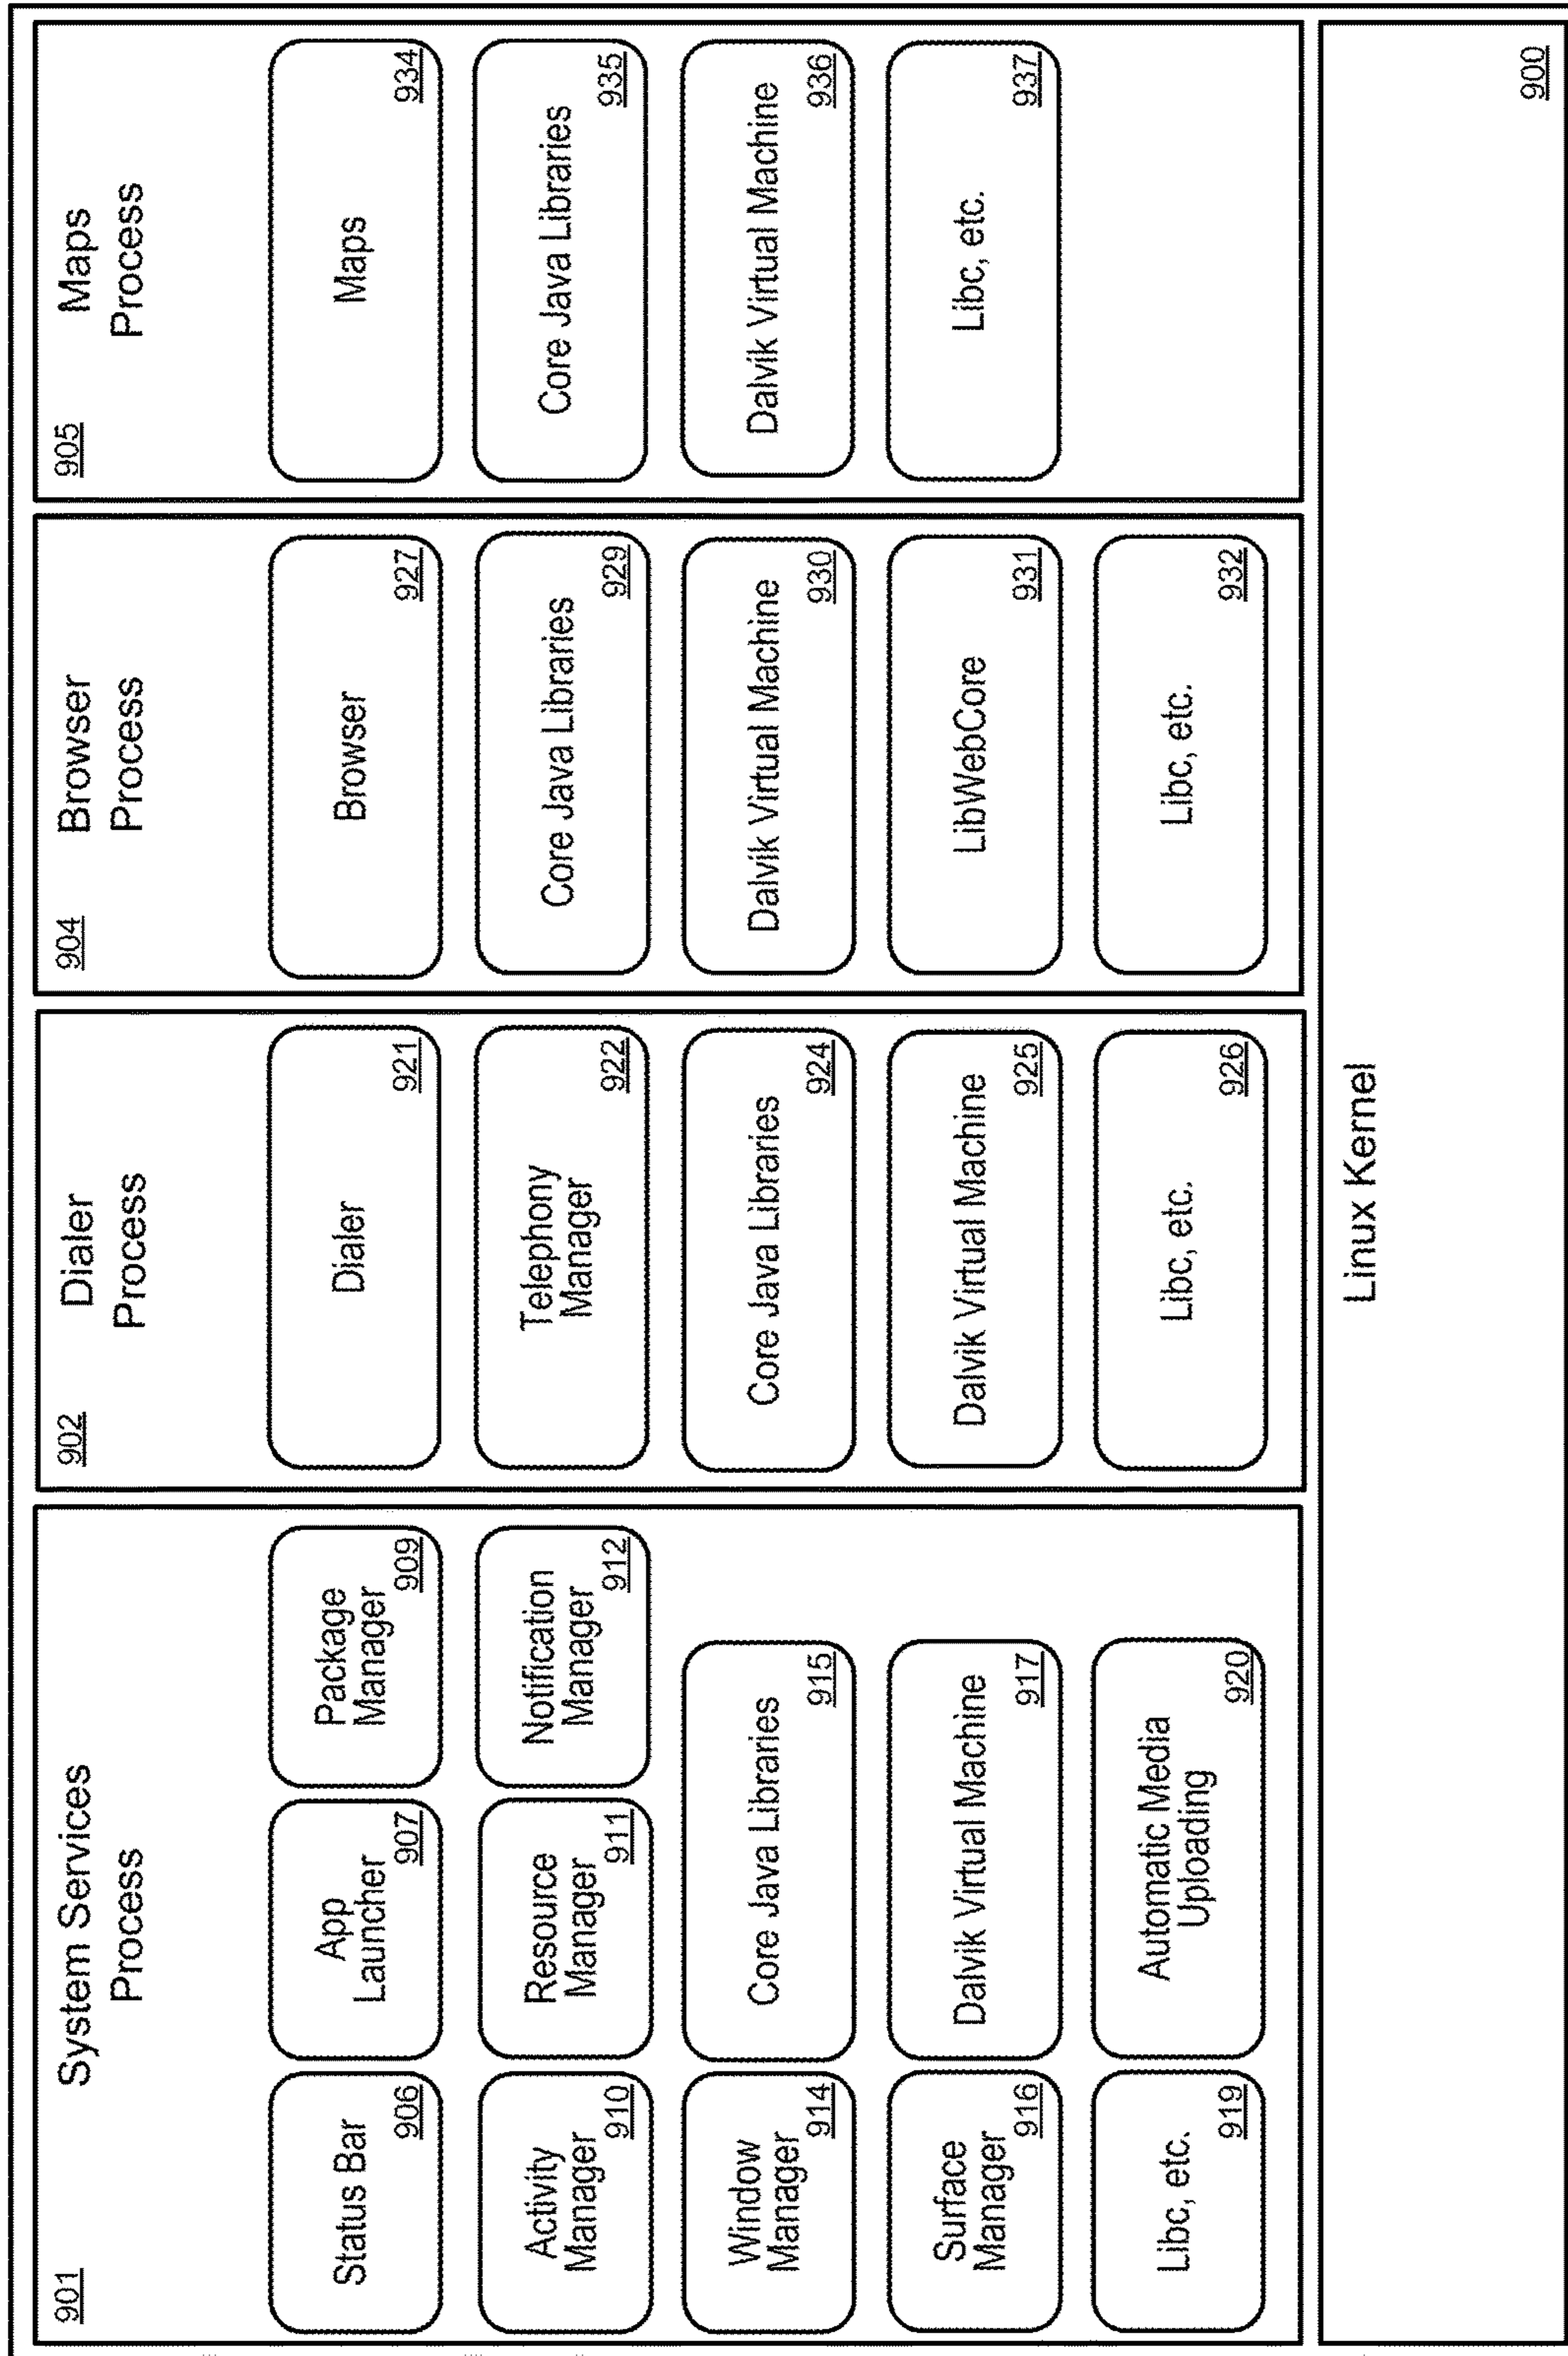 901
System Services
Process
Status Bar
906
App
Launcher
907
Package
Manager
909
Activity
Manager
910
Resource
Manager
911
Notification
Manager
912
Window
Manager
914
Core Java Libraries
915
Surface
Manager
916
Dalvik Virtual Machine
917
Libc, etc.
919
Automatic Media
Uploading
920
902
Dialer
Process
Dialer
921
Telephony
Manager
922
Core Java Libraries
924
Dalvik Virtual Machine
925
Libc, etc.
926
904
Browser
Process
Browser
927
Core Java Libraries
929
Dalvik Virtual Machine
930
LibWebCore
931
Libc, etc.
932
905
Maps
Process
Maps
934
Core Java Libraries
935
Dalvik Virtual Machine
936
Libc, etc.
937
Linux Kernel
900